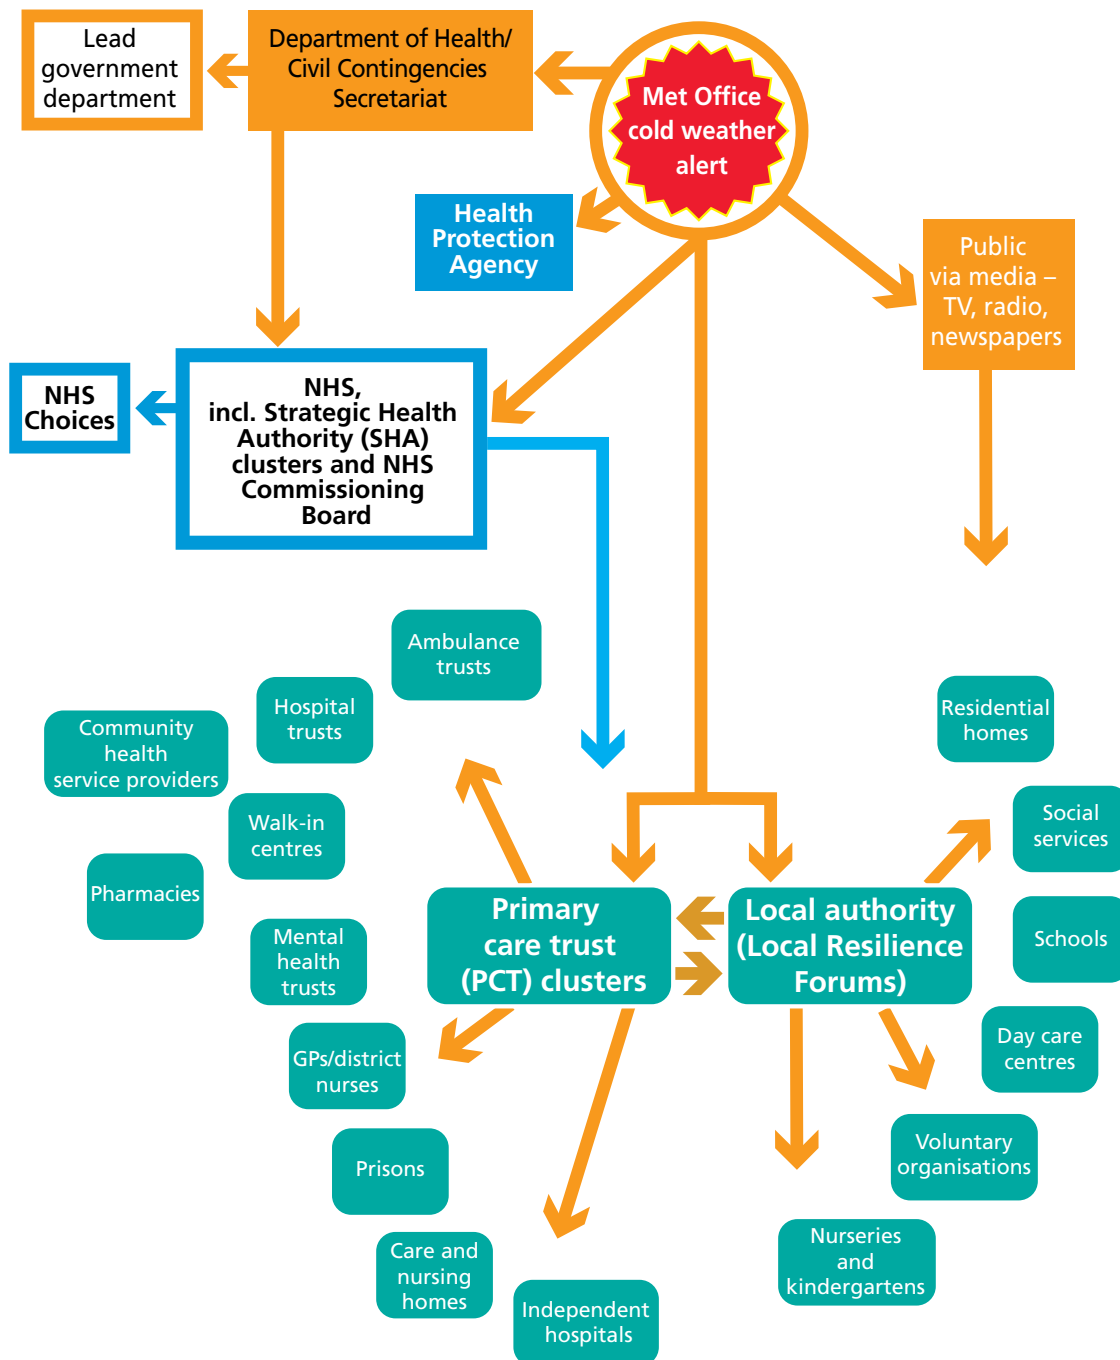 Lead
government
department
Department of Health/
Civil Contingencies
Secretariat
Met Office
cold weather
alert
Health
Protection
Agency
Public
via media –
TV, radio,
newspapers
NHS
Choices
NHS,
incl. Strategic Health
Authority (SHA)
clusters and NHS
Commissioning
Board
Ambulance
trusts
Hospital
trusts
Community
health
service providers
Walk-in
centres
Pharmacies
Mental
health
trusts
GPs/district
nurses
Prisons
Care and
nursing
homes
Independent
hospitals
Primary
care trust
(PCT) clusters
Local authority
(Local Resilience
Forums)
Residential
homes
Social
services
Schools
Day care
centres
Voluntary
organisations
Nurseries
and
kindergartens